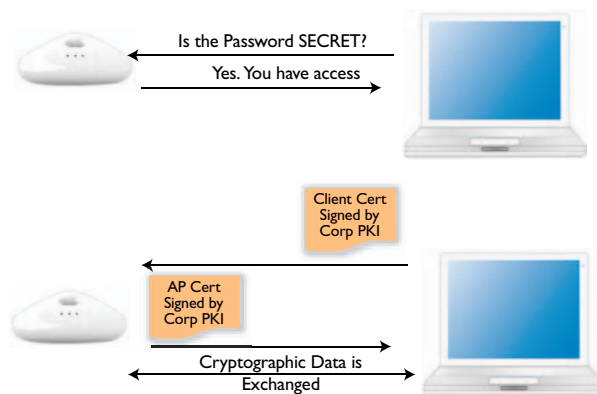 Is the Password SECRET?
Yes. You have access
Client Cert
Signed by
Corp PKI
AP Cert
Signed by
Corp PKI
Cryptographic Data is
Exchanged